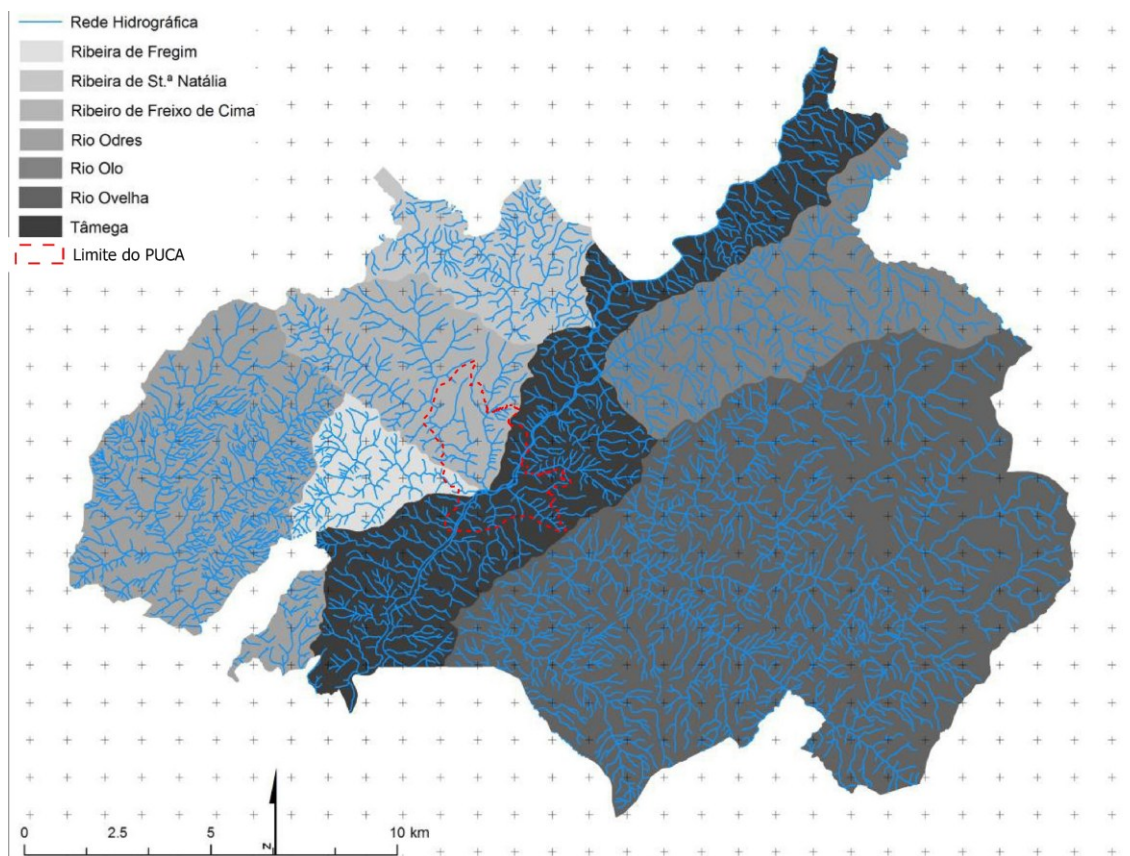 Rede Hidrográfica
Ribeira de Fregim
Ribeira de St.ª Natália
Ribeiro de Freixo de Cima
Rio Odres
Rio Olo
Rio Ovelha
Tâmega
Limite do PUCA
0 2.5 5 10 km
N